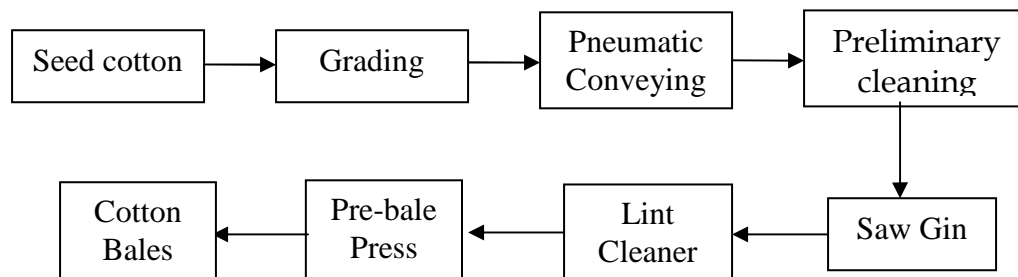 Seed cotton
Grading
Pneumatic
Conveying
Preliminary
cleaning
Saw Gin
Lint
Cleaner
Pre-bale
Press
Cotton
Bales